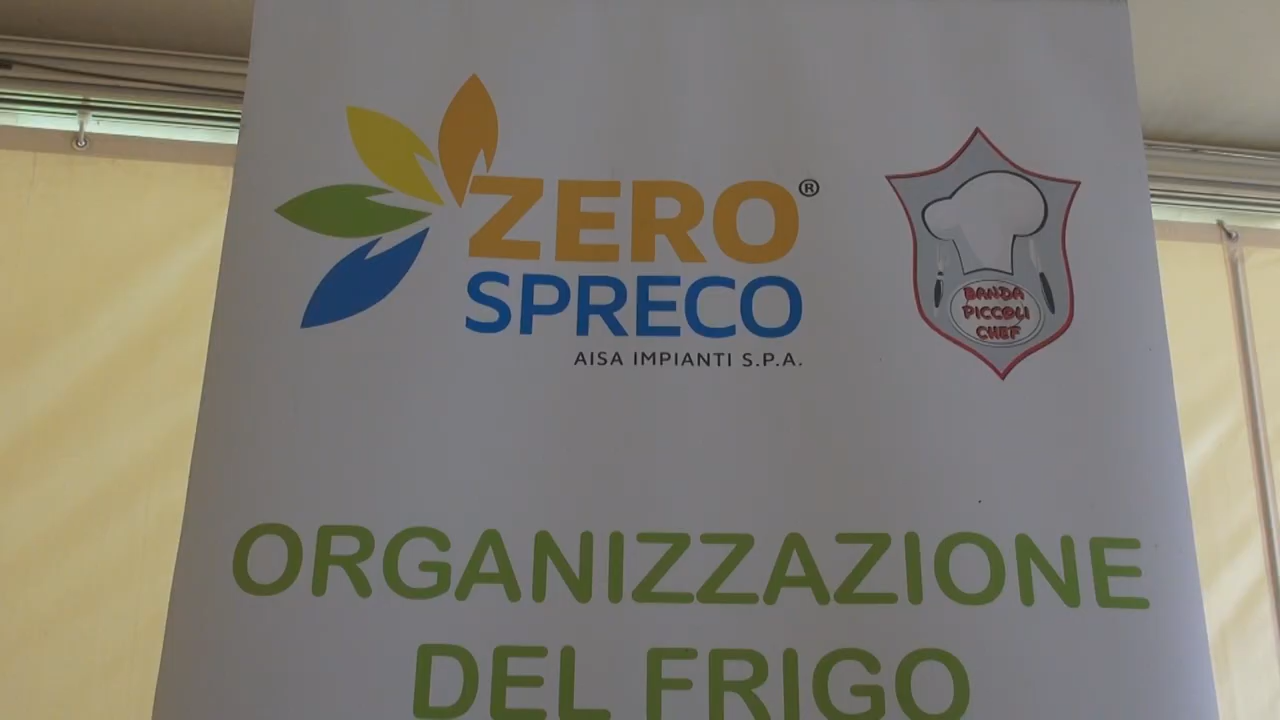 ZERO®
SPRECO
AISA IMPIANTI S.P.A.
BANDA
PICCOLI
CHEF
ORGANIZZAZIONE
DEL FRIGO